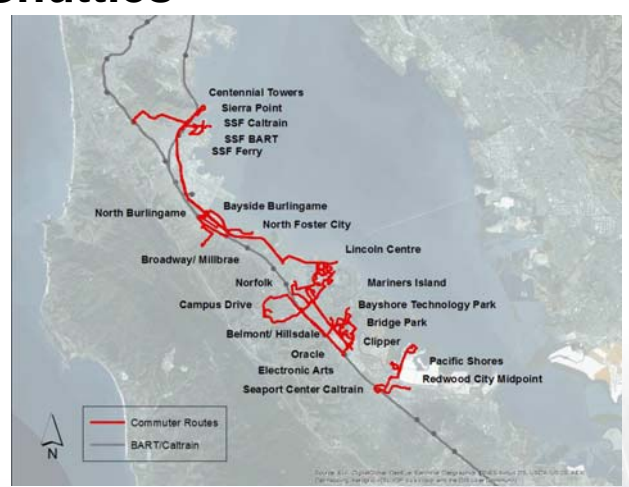 Centennial Towers
Sierra Point
SSF Caltrain
SSF BART
SSF Ferry
Bayside Burlingame
North Burlingame
North Foster City
Lincoln Centre
Broadway/ Millbrae
Norfolk
Mariners Island
Campus Drive
Bayshore Technology Park
Bridge Park
Belmont/ Hillsdale
Clipper
Oracle
Pacific Shores
Electronic Arts
Redwood City Midpoint
Seaport Center Caltrain
Commuter Routes
BART/Caltrain
N